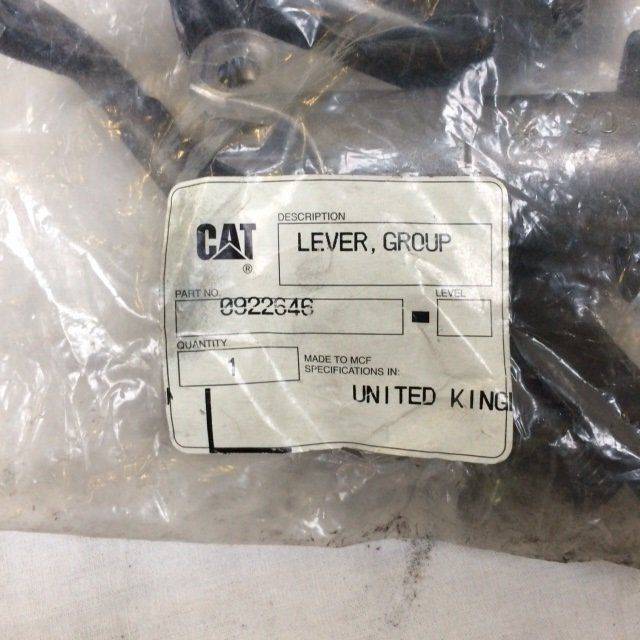 CAT
®
DESCRIPTION
LEVER, GROUP
PART NO.
0922646
LEVEL
QUANTITY
1
MADE TO MCF
SPECIFICATIONS IN:
UNITED KING